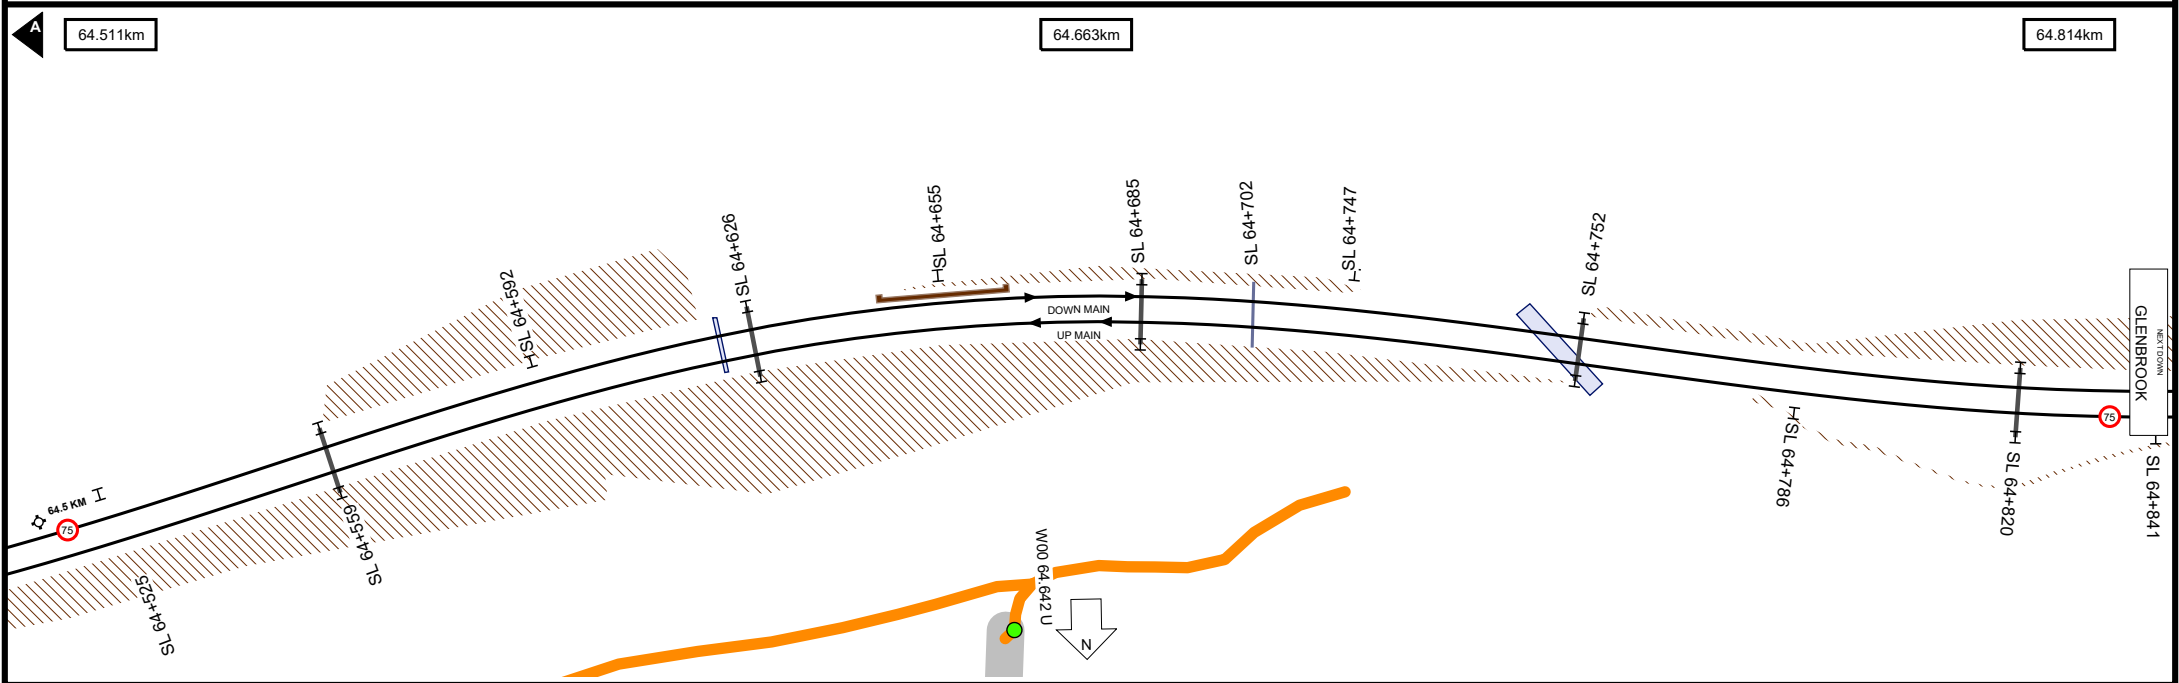 A
64.511km
64.663km
64.814km
SL 64+592
SL 64+626
SL 64+655
SL 64+685
SL 64+702
SL 64+747
SL 64+752
DOWN MAIN
UP MAIN
NEXT DOWN
GLENBROOK
64.5 KM
75
75
SL 64+525
SL 64+559
SL 64+786
SL 64+820
SL 64+841
W00 64.642 U
N